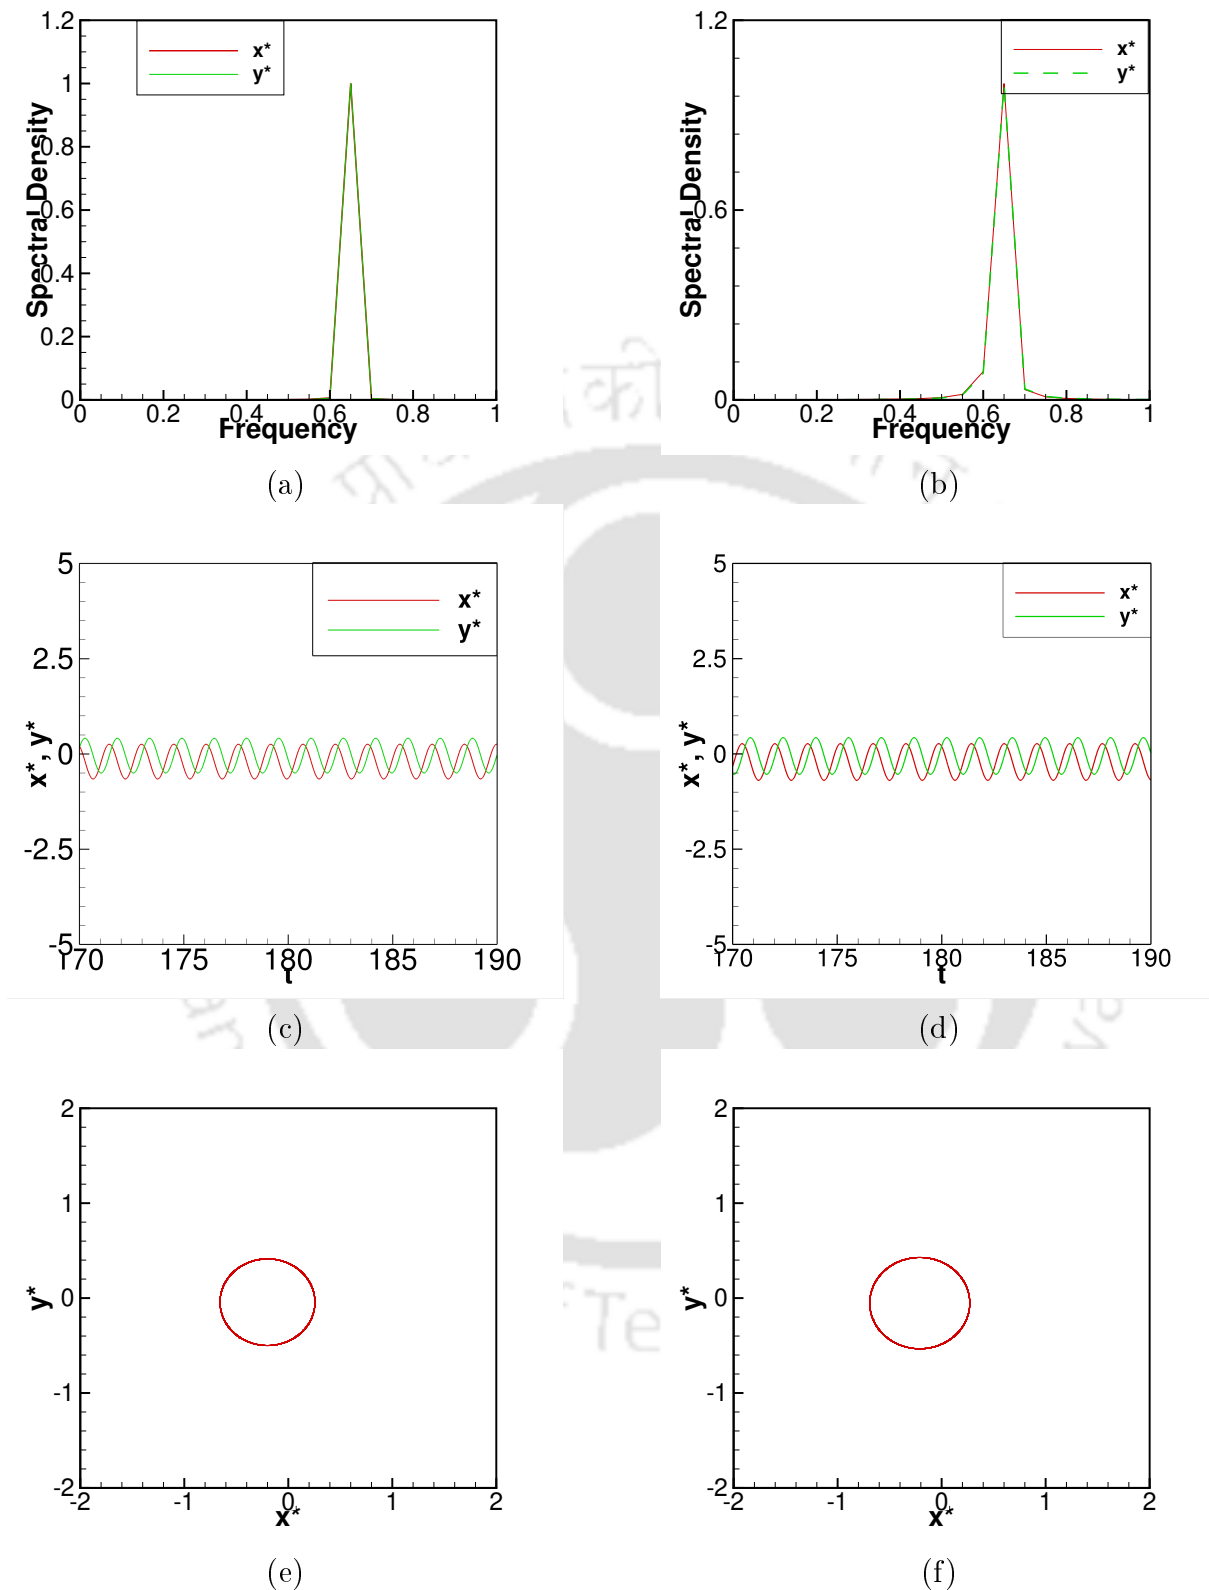 1.2
x*
y*
1
0.8
0.6
0.4
0.2
0
Spectral Density
0 0.2 0.4 0.6 0.8 1
Frequency
(a)
1.2
x*
y*
0.6
0
Spectral Density
0 0.2 0.4 0.6 0.8 1
Frequency
(b)
5
x*
y*
2.5
0
-2.5
-5
x*, y*
170 175 180 185 190
t
(c)
5
x*
y*
2.5
0
-2.5
-5
x*, y*
170 175 180 185 190
t
(d)
2
1
0
-1
-2
y*
-2 -1 0 1 2
x*
(e)
2
1
0
-1
-2
y*
-2 -1 0 1 2
x*
(f)